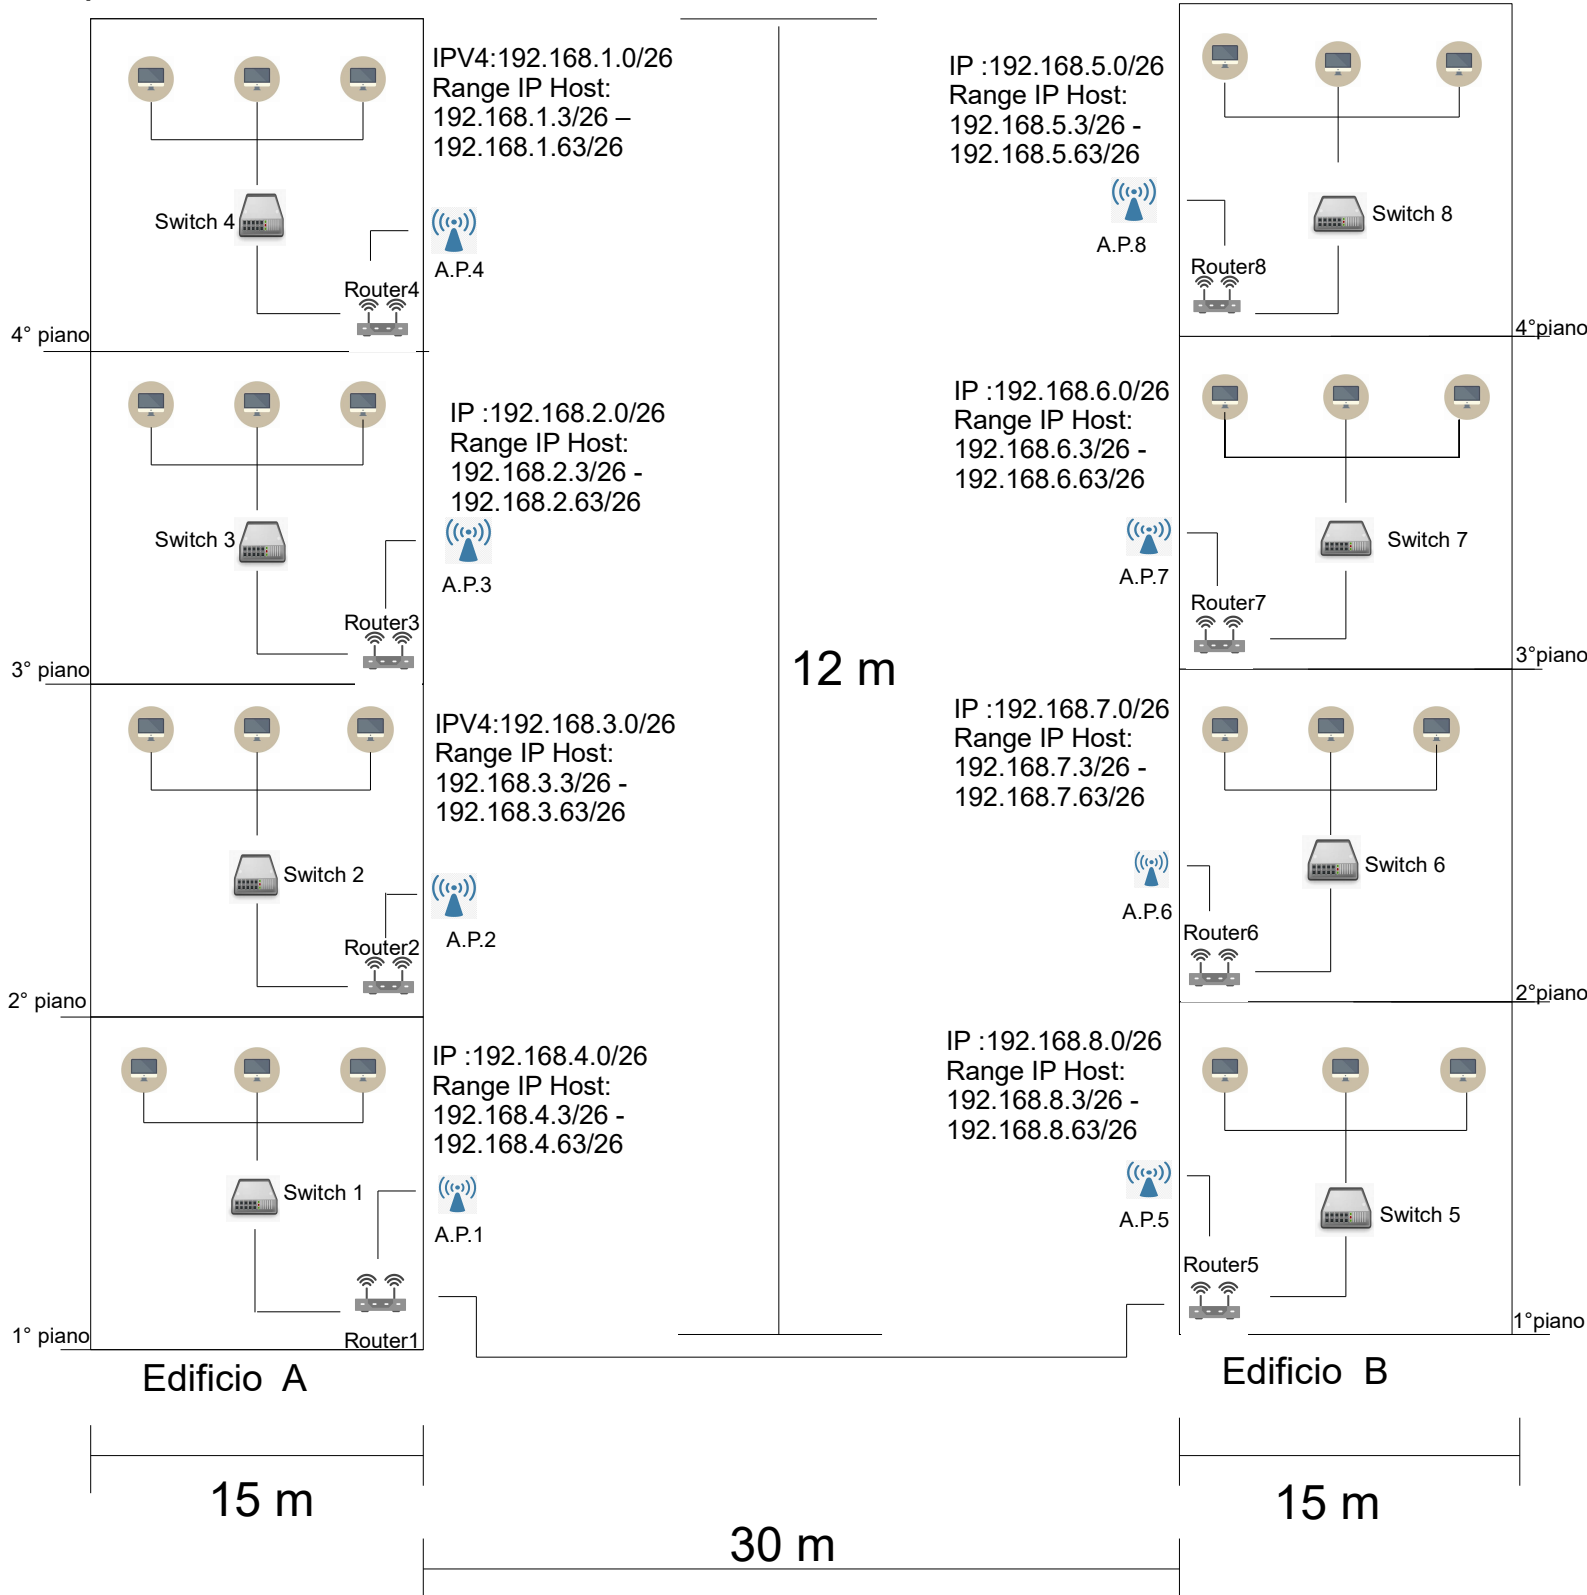 IPV4:192.168.1.0/26
Range IP Host:
192.168.1.3/26 –
192.168.1.63/26
Switch 4
A.P.4
Router4
4° piano
IP :192.168.2.0/26
Range IP Host:
192.168.2.3/26 -
192.168.2.63/26
Switch 3
A.P.3
Router3
3° piano
IPV4:192.168.3.0/26
Range IP Host:
192.168.3.3/26 -
192.168.3.63/26
Switch 2
A.P.2
Router2
2° piano
IP :192.168.4.0/26
Range IP Host:
192.168.4.3/26 -
192.168.4.63/26
Switch 1
A.P.1
Router1
1° piano
Edificio A
15 m
12 m
30 m
IP :192.168.5.0/26
Range IP Host:
192.168.5.3/26 -
192.168.5.63/26
A.P.8
Switch 8
Router8
4°piano
IP :192.168.6.0/26
Range IP Host:
192.168.6.3/26 -
192.168.6.63/26
A.P.7
Switch 7
Router7
3°piano
IP :192.168.7.0/26
Range IP Host:
192.168.7.3/26 -
192.168.7.63/26
A.P.6
Switch 6
Router6
2°piano
IP :192.168.8.0/26
Range IP Host:
192.168.8.3/26 -
192.168.8.63/26
A.P.5
Switch 5
Router5
1°piano
Edificio B
15 m